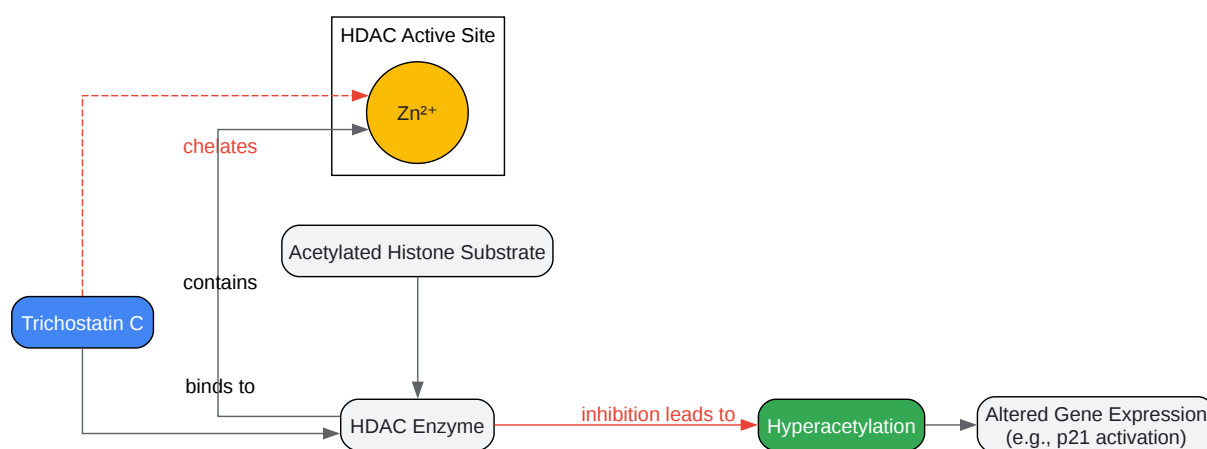 HDAC Active Site
Zn²⁺
chelates
Acetylated Histone Substrate
contains
Trichostatin C
binds to
HDAC Enzyme
inhibition leads to
Hyperacetylation
Altered Gene Expression
(e.g., p21 activation)